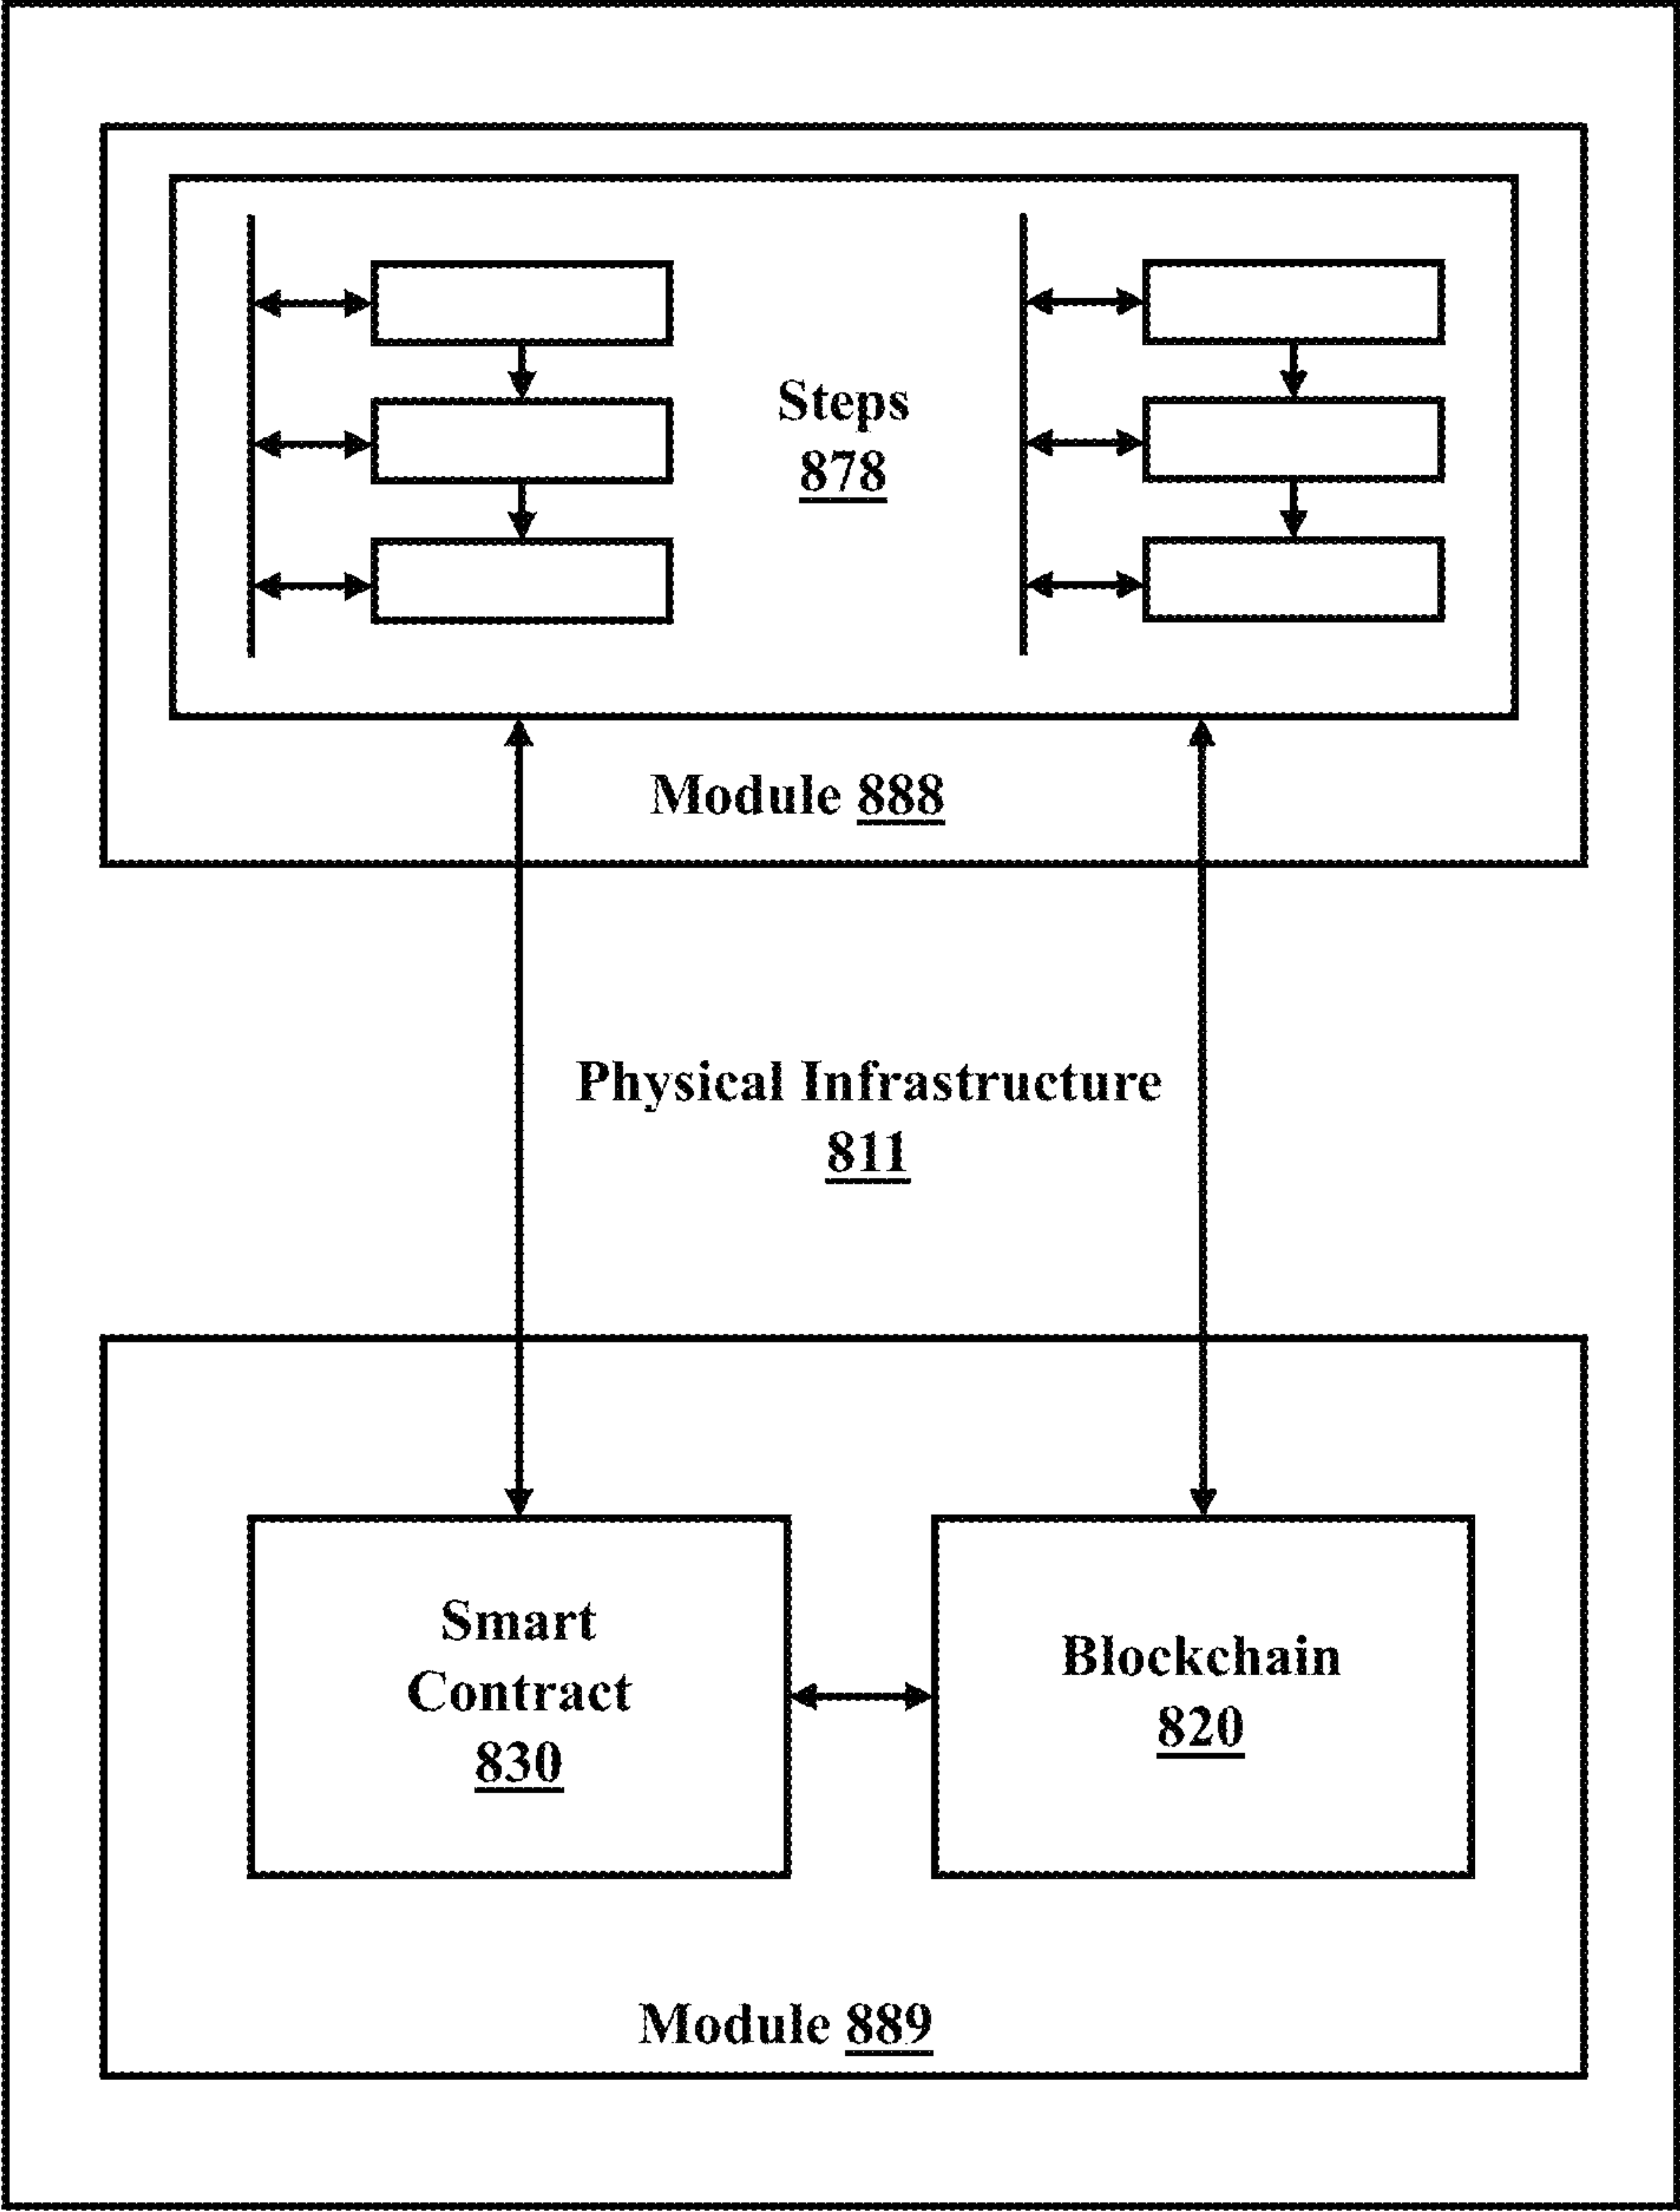 Steps
878
Module 888
Physical Infrastructure
811
Smart
Contract
830
Blockchain
820
Module 889